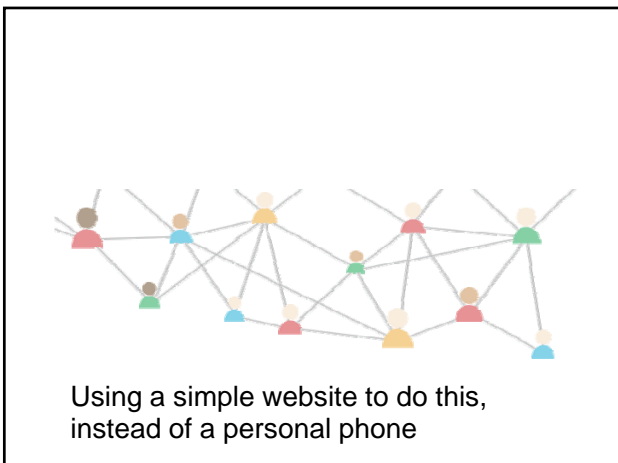 Using a simple website to do this,
instead of a personal phone